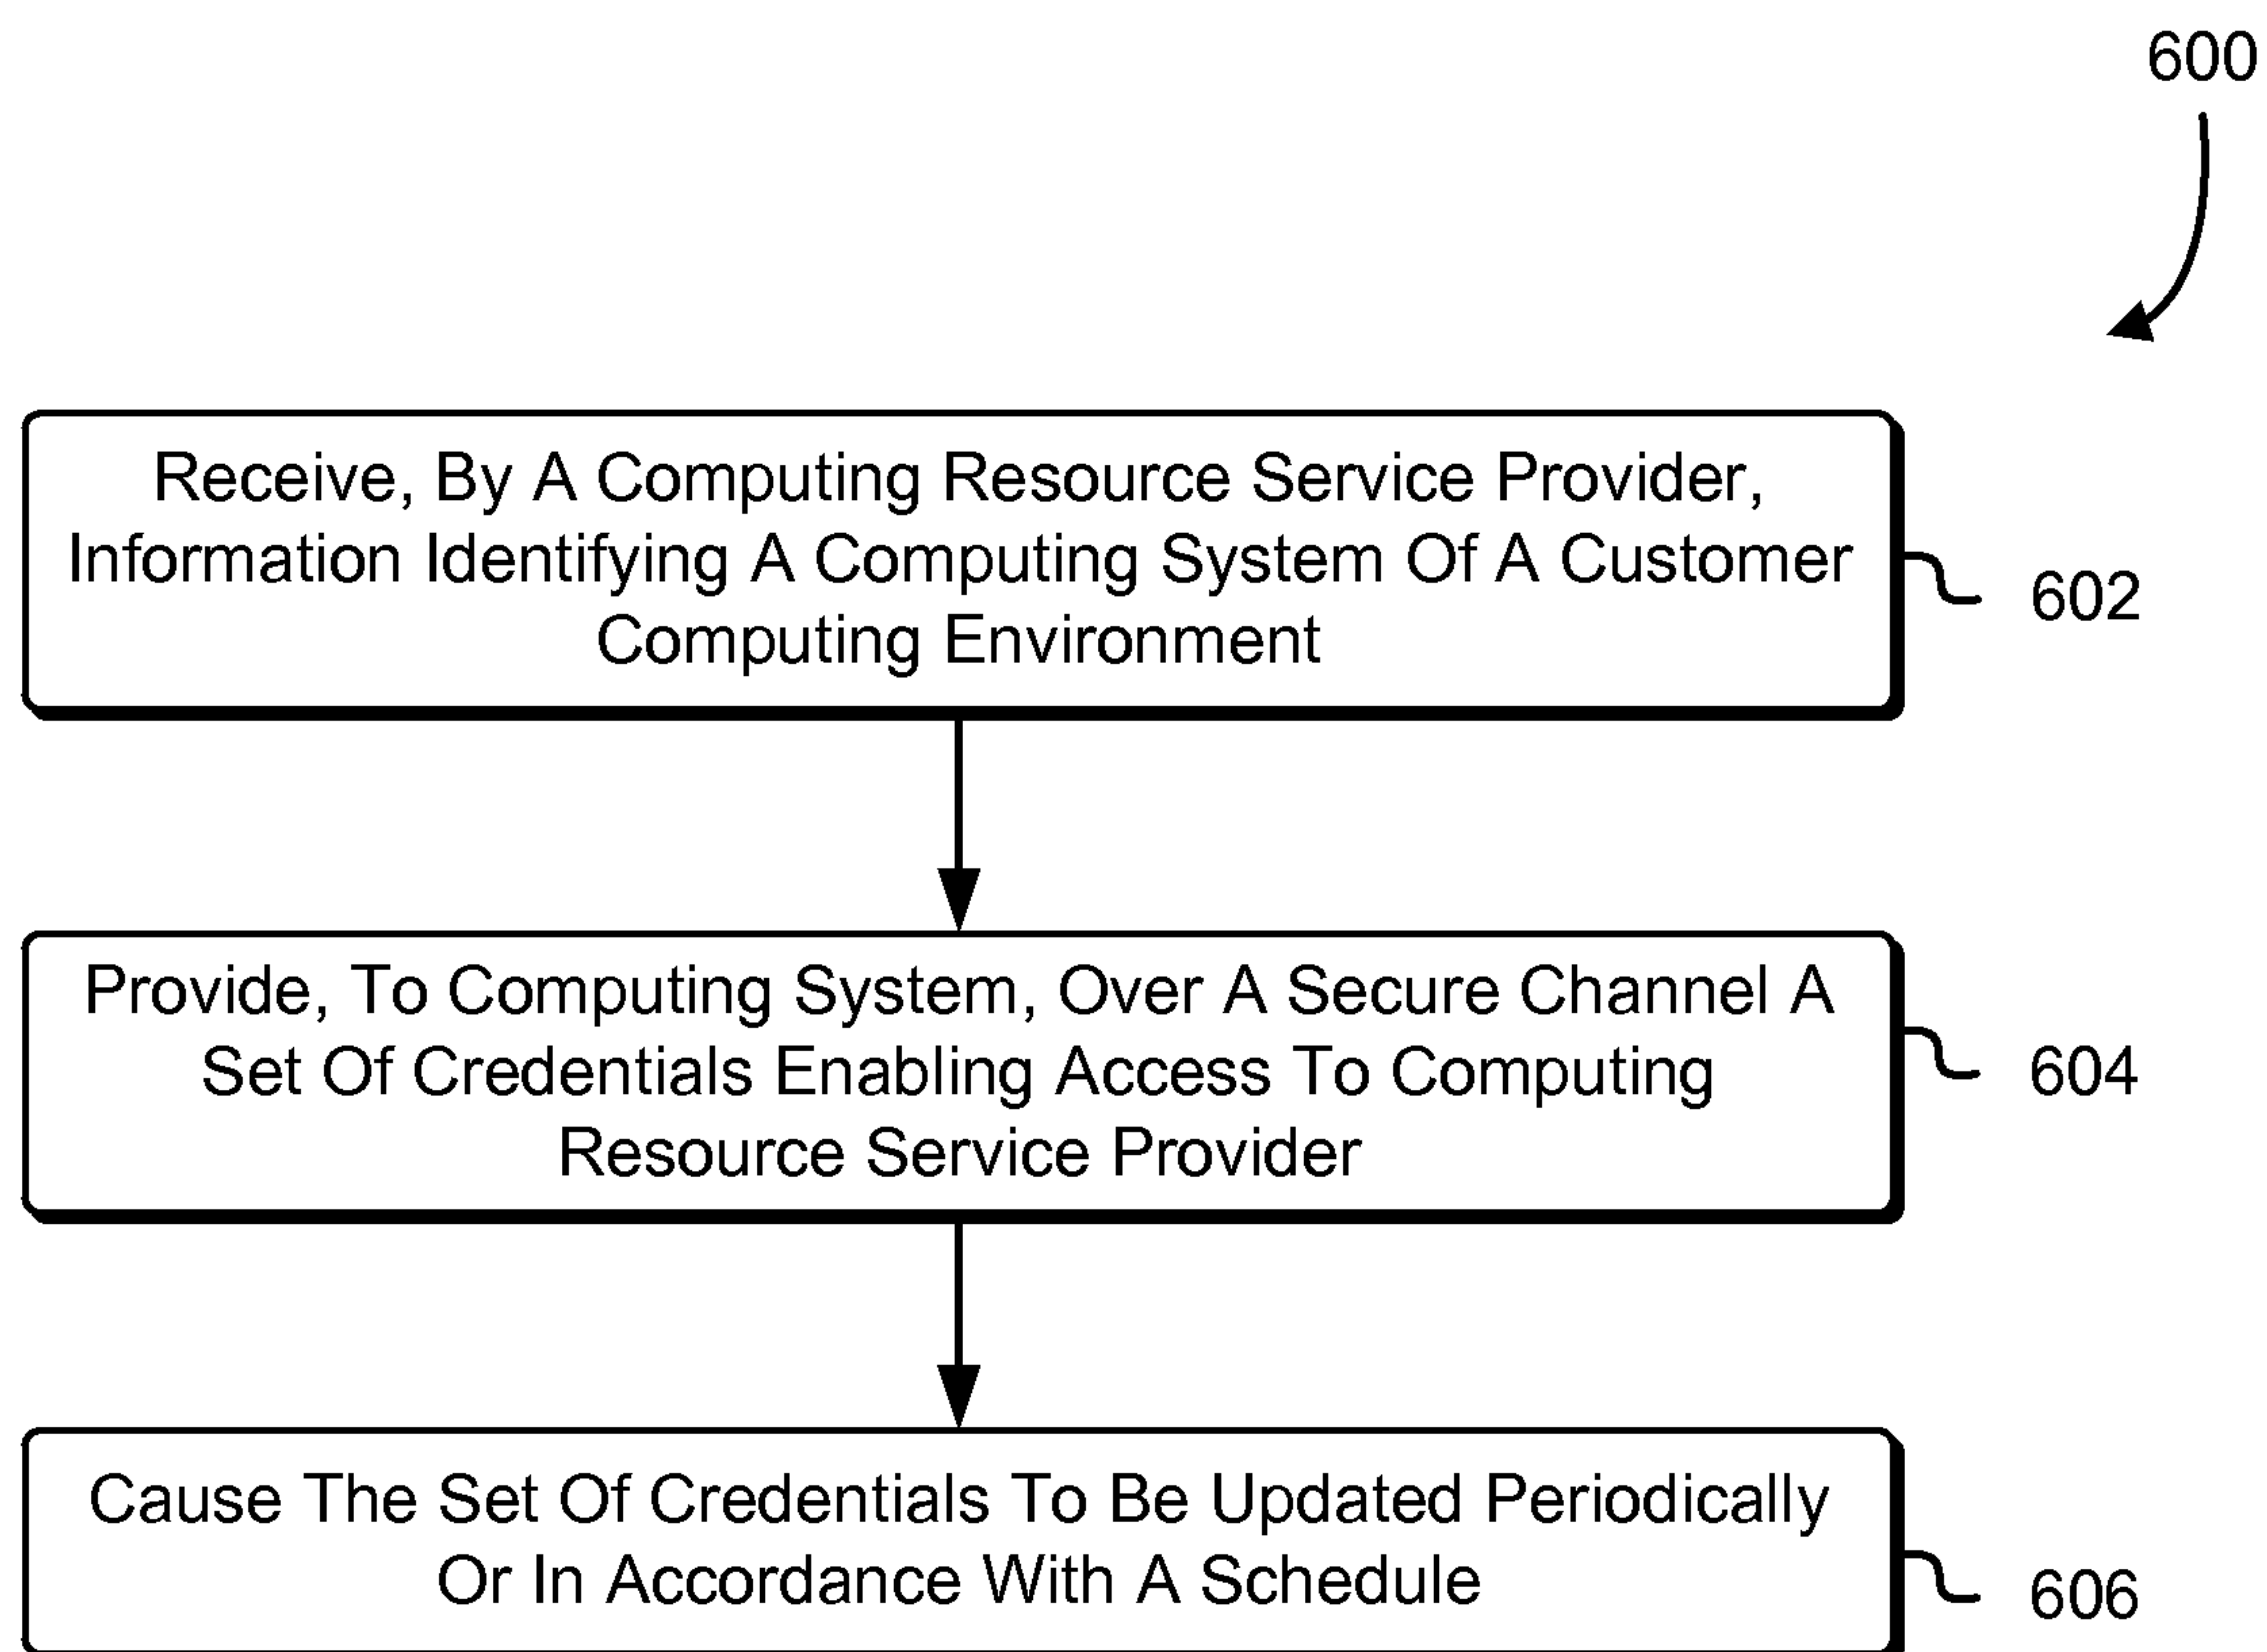 600
Receive, By A Computing Resource Service Provider,
Information Identifying A Computing System Of A Customer
Computing Environment
602
Provide, To Computing System, Over A Secure Channel A
Set Of Credentials Enabling Access To Computing
Resource Service Provider
604
Cause The Set Of Credentials To Be Updated Periodically
Or In Accordance With A Schedule
606